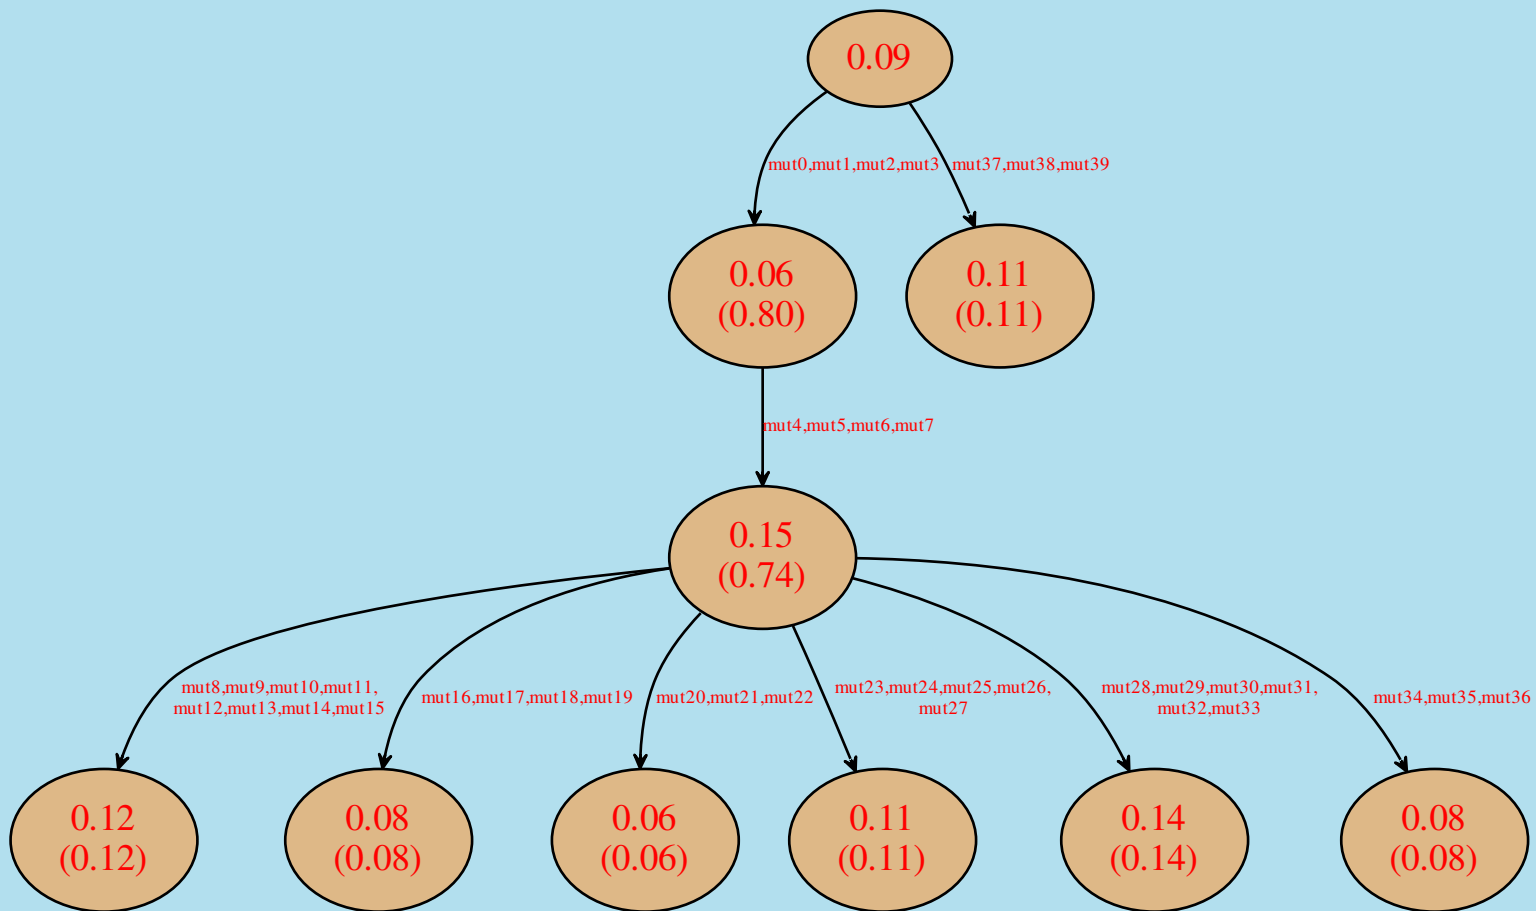 0.09
mut0,mut1,mut2,mut3
mut37,mut38,mut39
0.06
(0.80)
0.11
(0.11)
mut4,mut5,mut6,mut7
0.15
(0.74)
mut8,mut9,mut10,mut11,
mut12,mut13,mut14,mut15
mut16,mut17,mut18,mut19
mut20,mut21,mut22
mut23,mut24,mut25,mut26,
mut27
mut28,mut29,mut30,mut31,
mut32,mut33
mut34,mut35,mut36
0.12
(0.12)
0.08
(0.08)
0.06
(0.06)
0.11
(0.11)
0.14
(0.14)
0.08
(0.08)